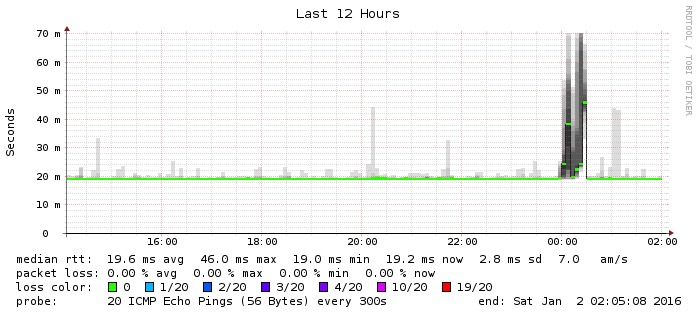 Last 12 Hours
RRDTOOL / TOBI OETIKER
Seconds
70 m
60 m
50 m
40 m
30 m
20 m
10 m
0
16:00 18:00 20:00 22:00 00:00 02:00
median rtt: 19.6 ms avg 46.0 ms max 19.0 ms min 19.2 ms now 2.8 ms sd 7.0 am/s
packet loss: 0.00 % avg 0.00 % max 0.00 % min 0.00 % now
loss color: 0 1/20 2/20 3/20 4/20 10/20 19/20
probe: 20 ICMP Echo Pings (56 Bytes) every 300s end: Sat Jan 2 02:05:08 2016